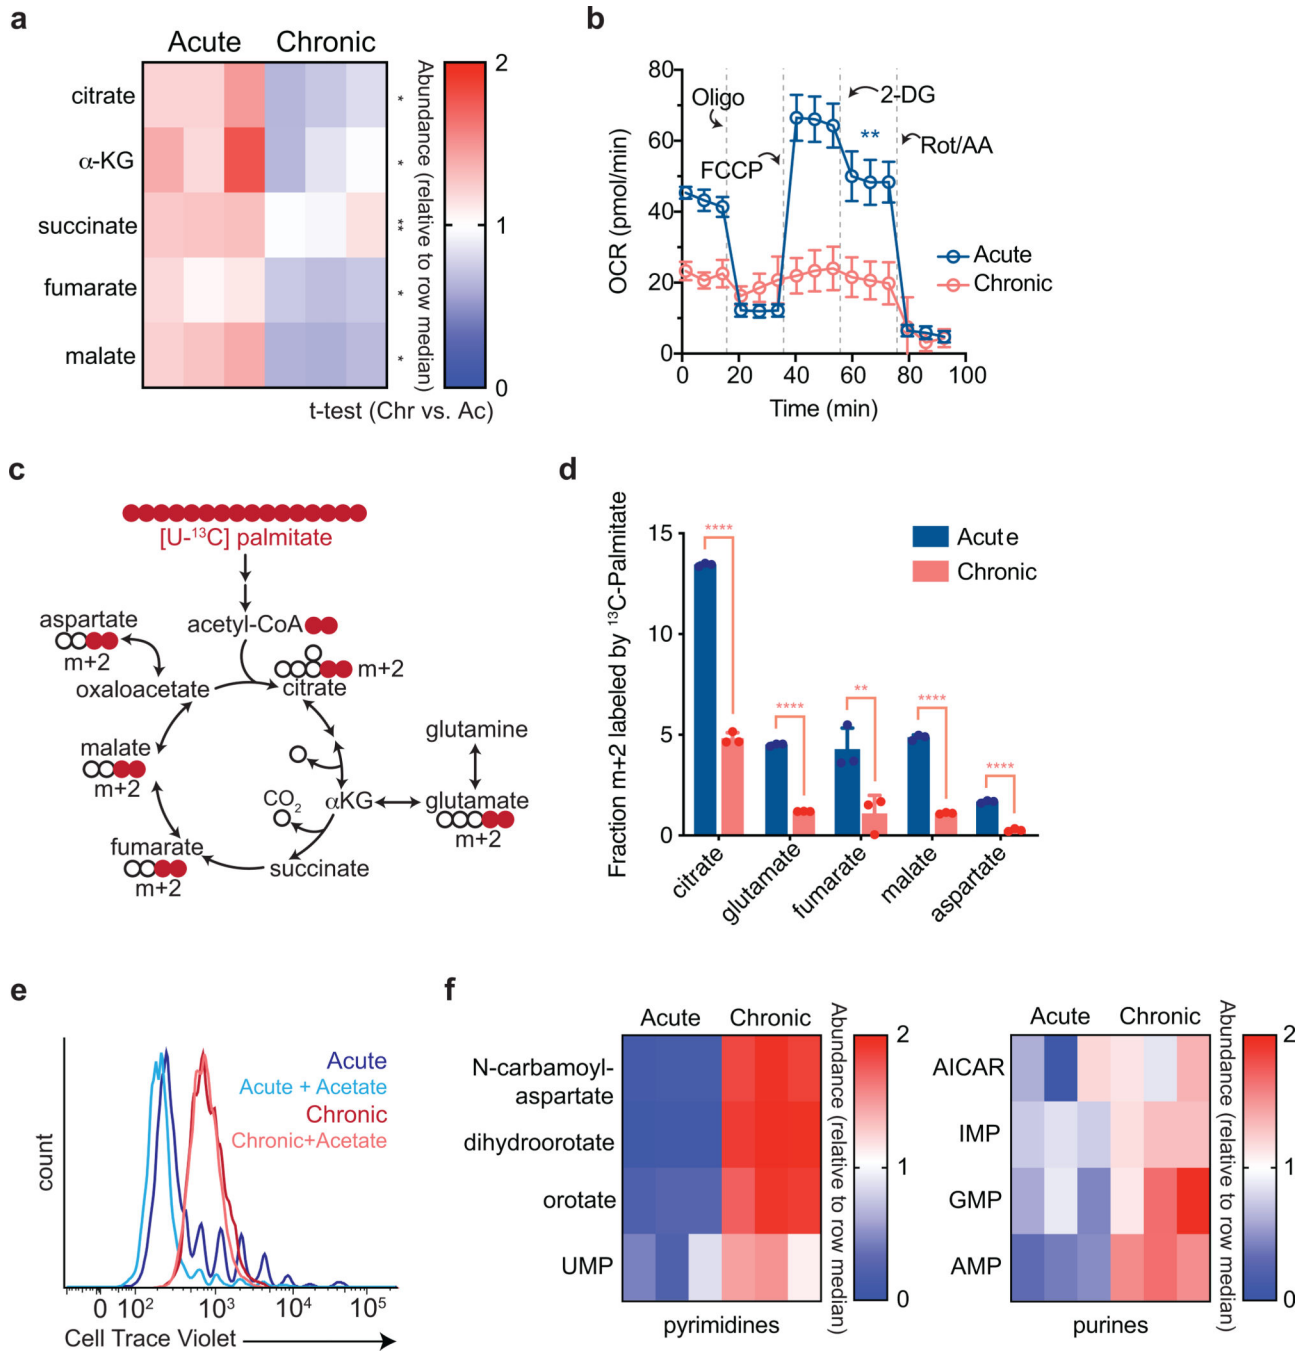 a
Acute Chronic
citrate
*
α-KG
*
succinate
**
fumarate
*
malate
*
Abundance (relative to row median)
2
1
0
t-test (Chr vs. Ac)
b
OCR (pmol/min)
80
60
40
20
0
0 20 40 60 80 100
Time (min)
Oligo
FCCP
2-DG
**
Rot/AA
Acute
Chronic
c
[U-¹³C] palmitate
acetyl-CoA
aspartate
m+2
oxaloacetate
citrate
m+2
malate
m+2
glutamine
CO₂
αKG
glutamate
m+2
fumarate
m+2
succinate
d
Fraction m+2 labeled by ¹³C-Palmitate
15
10
5
0
****
****
**
****
****
Acute
Chronic
citrate
glutamate
fumarate
malate
aspartate
e
count
Acute
Acute + Acetate
Chronic
Chronic+Acetate
0 10² 10³ 10⁴ 10⁵
Cell Trace Violet
f
Acute Chronic
N-carbamoyl-
aspartate
dihydroorotate
orotate
UMP
pyrimidines
Abundance (relative to row median)
2
1
0
Acute Chronic
AICAR
IMP
GMP
AMP
purines
Abundance (relative to row median)
2
1
0